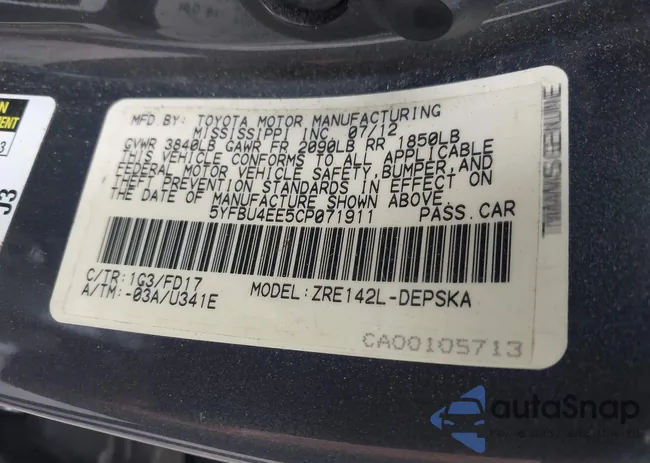 MFD.BY: TOYOTA MOTOR MANUFACTURING
MISSISSIPPI INC. 07/12
GVWR 3840LB GAWR FR 2090LB RR 1850LB
THIS VEHICLE CONFORMS TO ALL APPLICABLE
FEDERAL MOTOR VEHICLE SAFETY,BUMPER,AND
THEFT PREVENTION STANDARDS IN EFFECT ON
THE DATE OF MANUFACTURE SHOWN ABOVE.
5YFBU4EE5CP071911 PASS.CAR
C/TR:1G3/FD17
A/TM:-03A/U341E
MODEL:ZRE142L-DEPSKA
CA00105713
J3
autoSnap